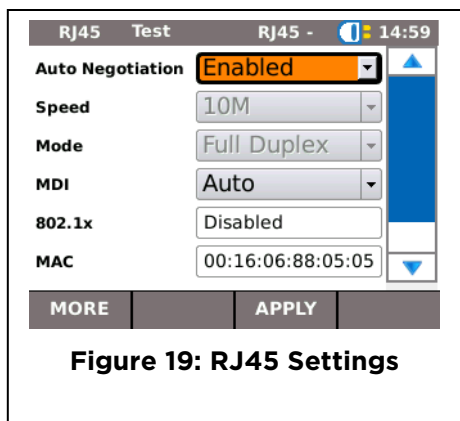 RJ45 Test RJ45 - 14:59
Auto Negotiation Enabled
Speed 10M
Mode Full Duplex
MDI Auto
802.1x Disabled
MAC 00:16:06:88:05:05
MORE APPLY
Figure 19: RJ45 Settings